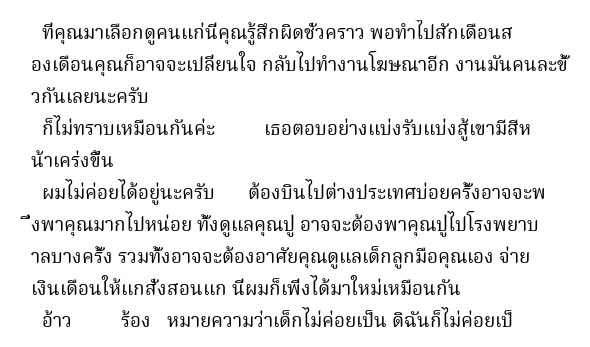 ที่คุณมาเลือกดูคนแก่นี่คุณรู้สึกผิดชั่วคราว พอทำไปสักเดือนส
องเดือนคุณก็อาจจะเปลี่ยนใจ กลับไปทำงานโฆษณาอีก งานมันคนละขั้
วกันเลยนะครับ
ก็ไม่ทราบเหมือนกันค่ะ เธอตอบอย่างแบ่งรับแบ่งสู้เขามีสีห
น้าเคร่งขึ้น
ผมไม่ค่อยได้อยู่นะครับ ต้องบินไปต่างประเทศบ่อยครั้งอาจจะพ
ึ่งพาคุณมากไปหน่อย ทั้งดูแลคุณปู่ อาจจะต้องพาคุณปู่ไปโรงพยาบ
าลบางครั้ง รวมทั้งอาจจะต้องอาศัยคุณดูแลเด็กลูกมือคุณเอง จ่าย
เงินเดือนให้แกสั่งสอนแก นี่ผมก็เพิ่งได้มาใหม่เหมือนกัน
อ้าว ร้อง หมายความว่าเด็กไม่ค่อยเป็น ดิฉันก็ไม่ค่อยเป็